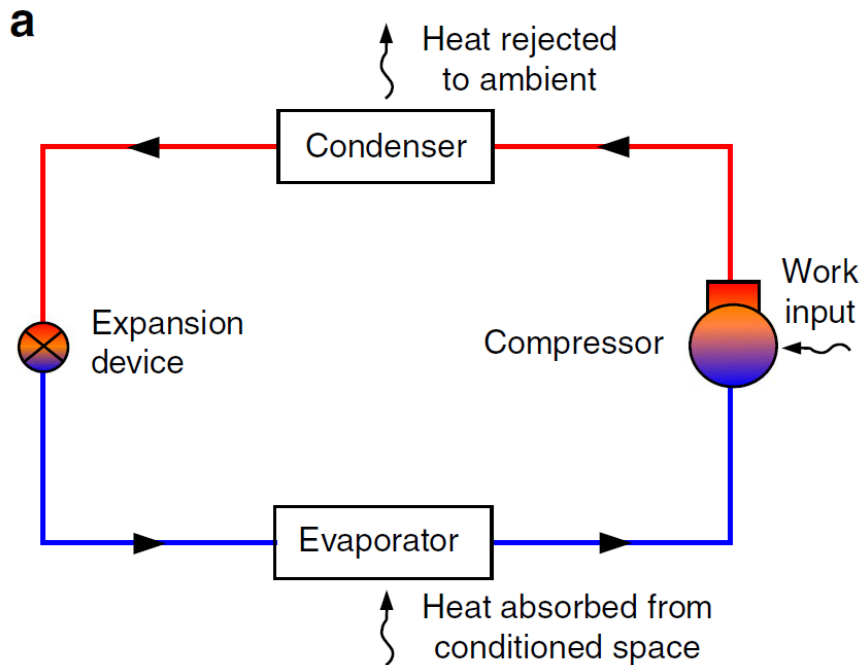 a
Heat rejected
to ambient
Condenser
Work
input
Expansion
device
Compressor
Evaporator
Heat absorbed from
conditioned space